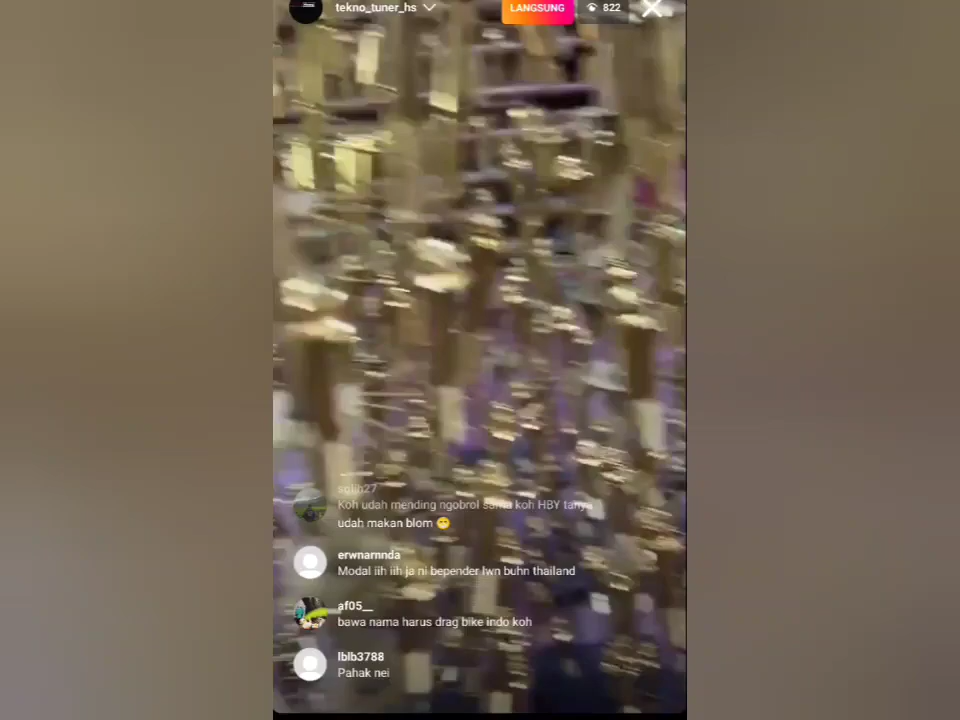 tekno_tuner_hs
LANGSUNG
822
solih27
Koh udah mending ngobrol sama koh HBY tanya
udah makan blom 😁
erwnarnnda
Modal iih iih ja ni bepender lwn buhn thailand
af05__
bawa nama harus drag bike indo koh
lblb3788
Pahak nei